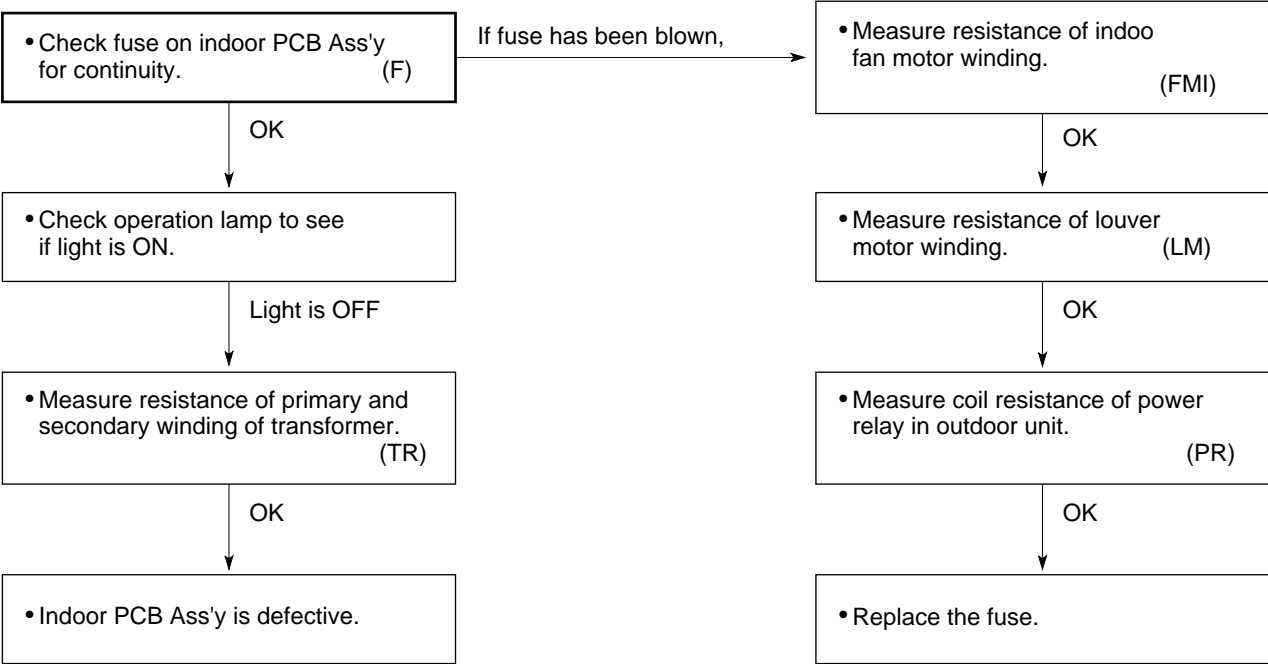 • Check fuse on indoor PCB Ass'y
for continuity. (F)
If fuse has been blown,
• Measure resistance of indoo
fan motor winding.
(FMI)
OK
OK
• Check operation lamp to see
if light is ON.
• Measure resistance of louver
motor winding. (LM)
Light is OFF
OK
• Measure resistance of primary and
secondary winding of transformer.
(TR)
• Measure coil resistance of power
relay in outdoor unit.
(PR)
OK
OK
• Indoor PCB Ass'y is defective.
• Replace the fuse.